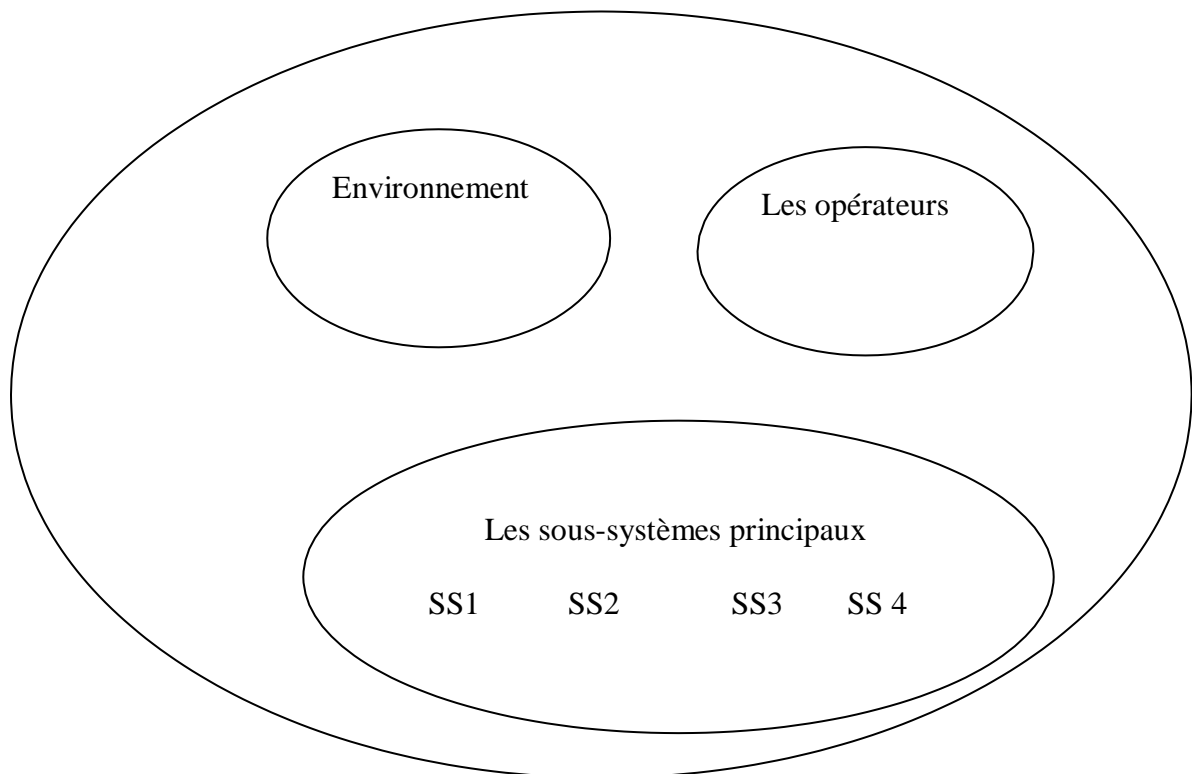 Environnement
Les opérateurs
Les sous-systèmes principaux
SS1 SS2 SS3 SS 4